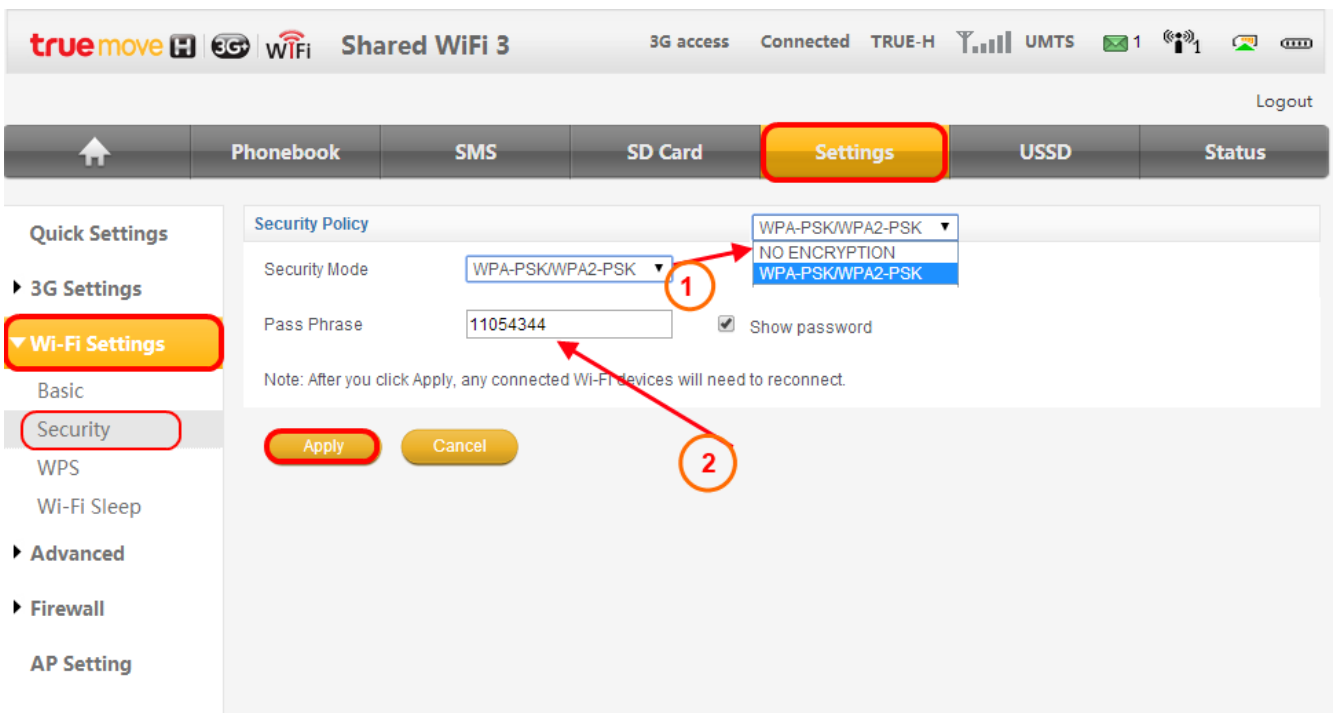 truemove H 3G+ WiFi Shared WiFi 3 3G access Connected TRUE-H UMTS 1 1
Logout
Phonebook SMS SD Card Settings USSD Status
Quick Settings
3G Settings
Wi-Fi Settings
Basic
Security
WPS
Wi-Fi Sleep
Advanced
Firewall
AP Setting
Security Policy
WPA-PSK/WPA2-PSK
NO ENCRYPTION
WPA-PSK/WPA2-PSK
Security Mode WPA-PSK/WPA2-PSK
1
Pass Phrase 11054344 Show password
Note: After you click Apply, any connected Wi-Fi devices will need to reconnect.
Apply Cancel
2